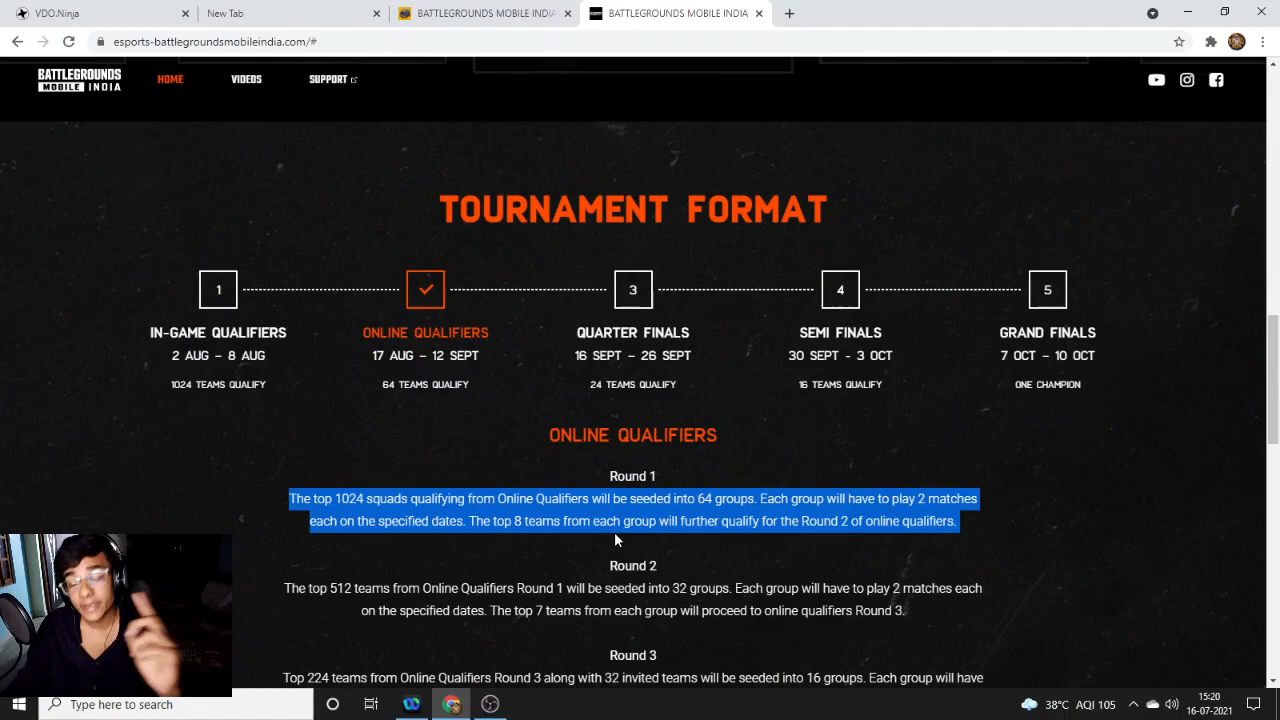 VDO.Ninja
New Tab
BATTLEGROUNDS MOBILE INDIA
BATTLEGROUNDS MOBILE INDIA
esports-battlegroundsmobileindia.com/#
BATTLEGROUNDS
MOBILE INDIA
HOME
VIDEOS
SUPPORT
TOURNAMENT FORMAT
1
3
4
5
IN-GAME QUALIFIERS
ONLINE QUALIFIERS
QUARTER FINALS
SEMI FINALS
GRAND FINALS
2 AUG – 8 AUG
17 AUG – 12 SEPT
16 SEPT – 26 SEPT
30 SEPT - 3 OCT
7 OCT – 10 OCT
1024 TEAMS QUALIFY
64 TEAMS QUALIFY
24 TEAMS QUALIFY
16 TEAMS QUALIFY
ONE CHAMPION
ONLINE QUALIFIERS
Round 1
The top 1024 squads qualifying from Online Qualifiers will be seeded into 64 groups. Each group will have to play 2 matches
each on the specified dates. The top 8 teams from each group will further qualify for the Round 2 of online qualifiers.
Round 2
The top 512 teams from Online Qualifiers Round 1 will be seeded into 32 groups. Each group will have to play 2 matches each
on the specified dates. The top 7 teams from each group will proceed to online qualifiers Round 3.
Round 3
Top 224 teams from Online Qualifiers Round 3 along with 32 invited teams will be seeded into 16 groups. Each group will have
Type here to search
38°C AQI 105
15:20
16-07-2021